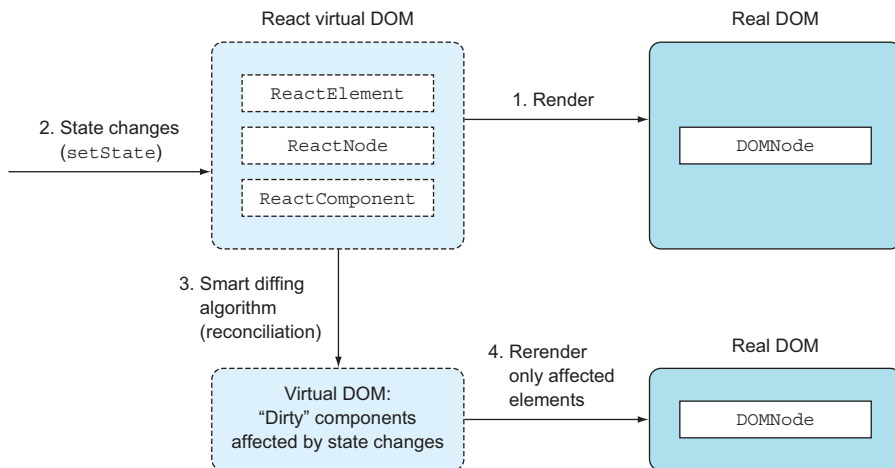 React virtual DOM
Real DOM
ReactElement
ReactNode
ReactComponent
1. Render
DOMNode
2. State changes
(setState)
3. Smart diffing
algorithm
(reconciliation)
Virtual DOM:
“Dirty” components
affected by state changes
4. Rerender
only affected
elements
Real DOM
DOMNode